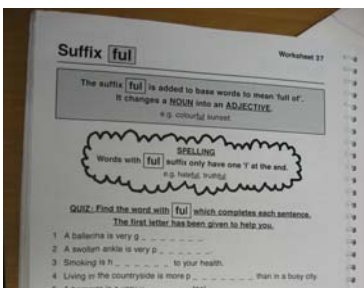 Suffix ful
Worksheet 37
The suffix ful is added to base words to mean 'full of'.
It changes a NOUN into an ADJECTIVE.
e.g. colourful sunset.
SPELLING
Words with ful suffix only have one 'l' at the end.
e.g. hateful, truthful
QUIZ: Find the word with ful which completes each sentence.
The first letter has been given to help you.
1 A ballerina is very g _ _ _ _ _ _ _
2 A swollen ankle is very p _ _ _ _ _ _
3 Smoking is h _ _ _ _ _ _ to your health.
4 Living in the countryside is more p _ _ _ _ _ _ _ than in a busy city.